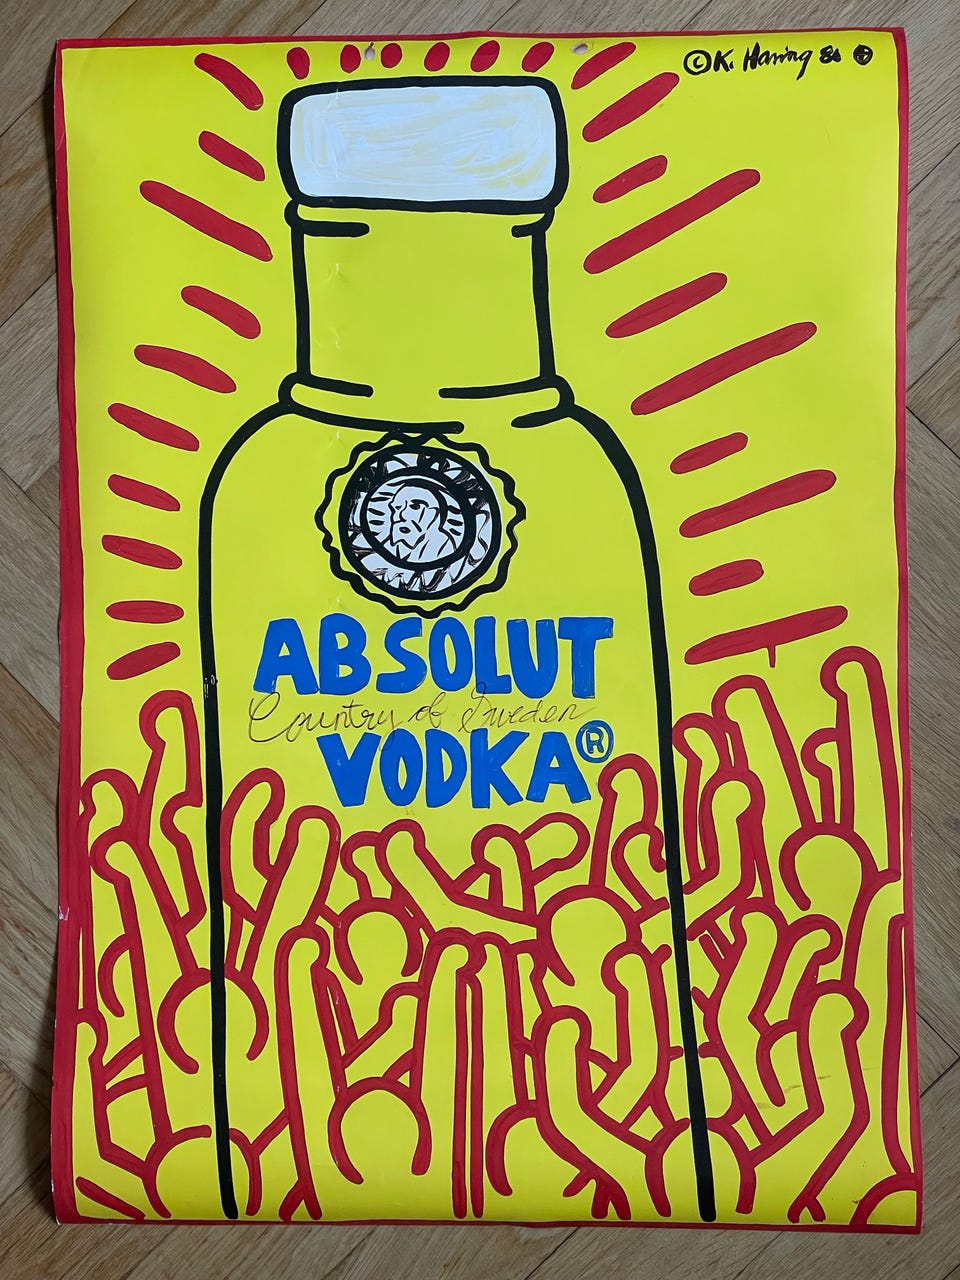 ©K. Haring 86
ABSOLUT
Country of Sweden
VODKA®